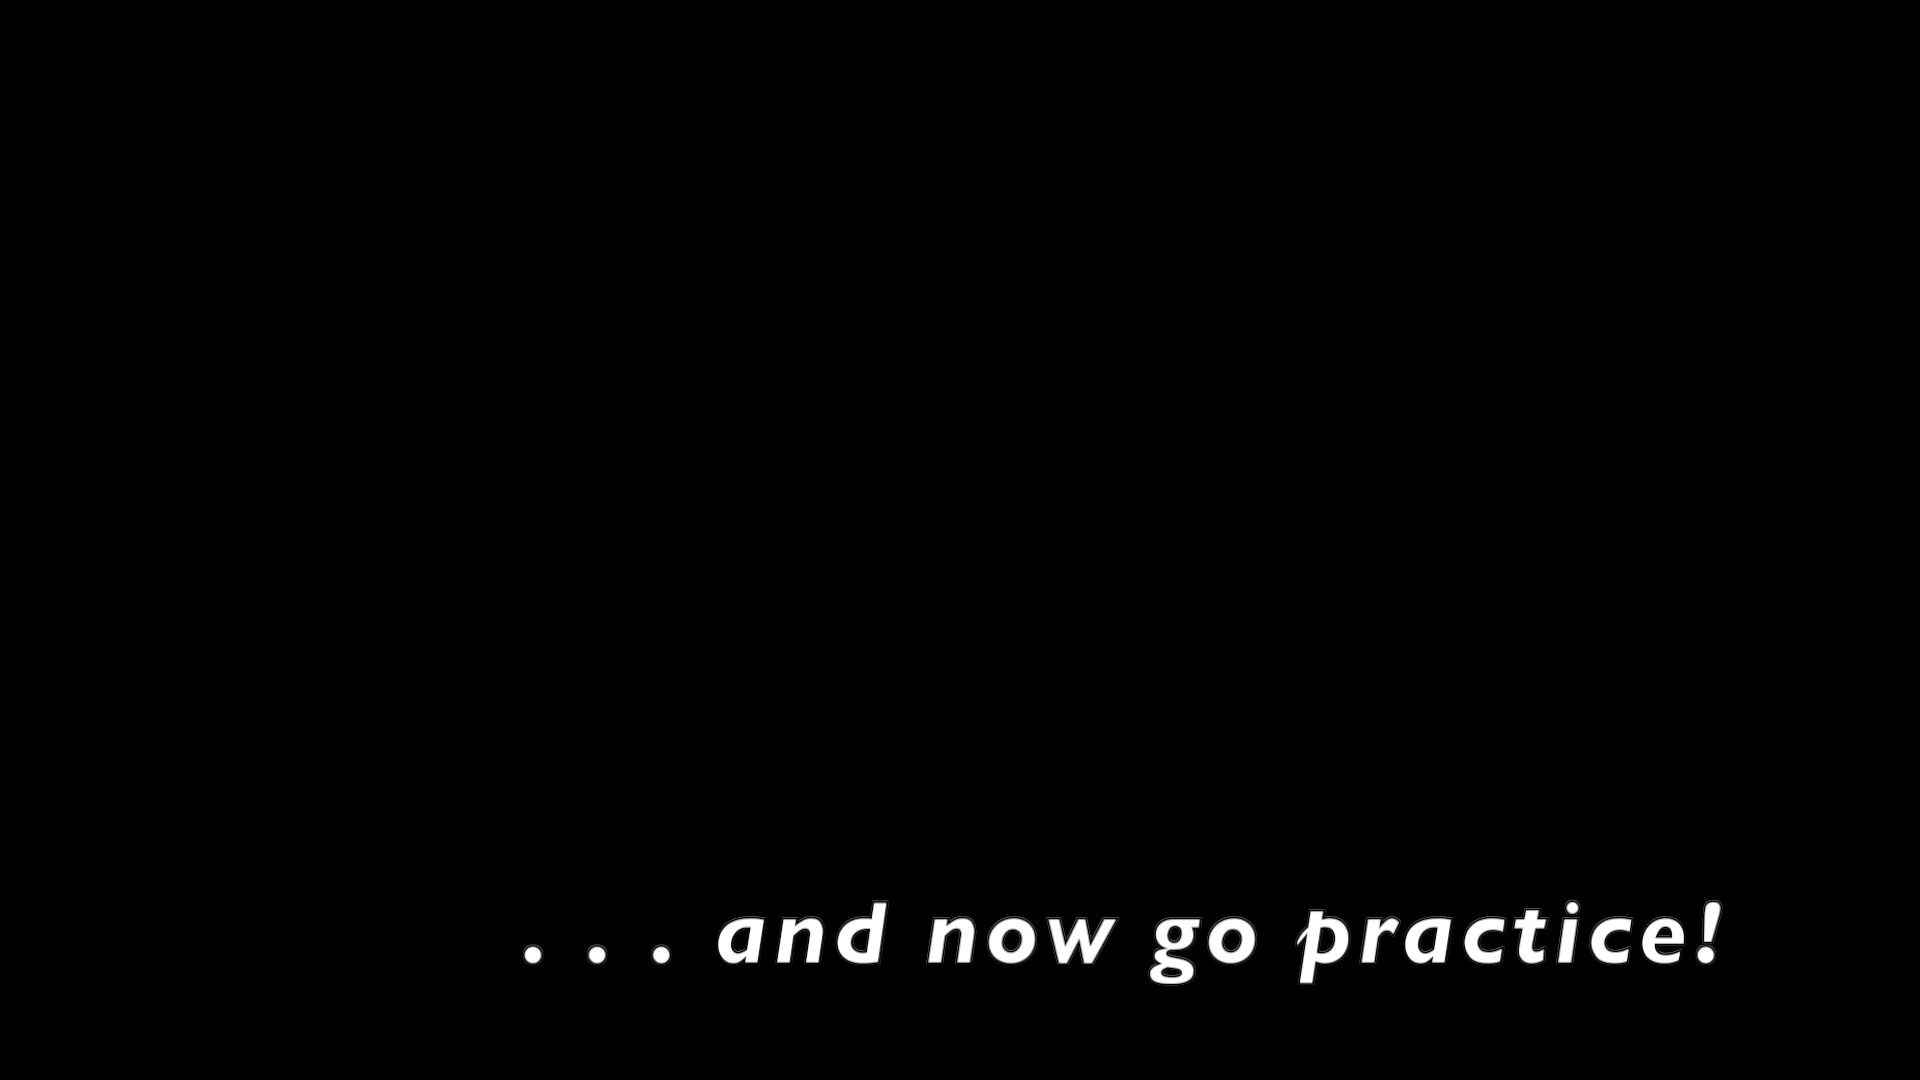 . . . and now go practice!